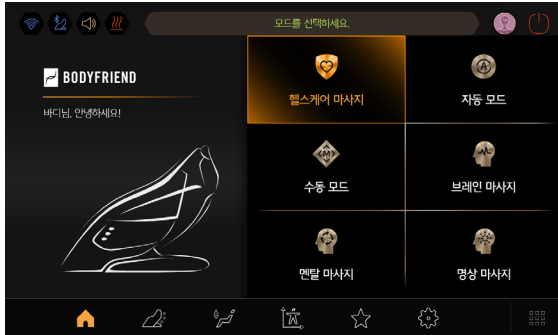 모드를 선택하세요.
BODYFRIEND
바디님, 안녕하세요!
헬스케어 마사지
A
자동 모드
<M>
수동 모드
브레인 마사지
멘탈 마사지
명상 마사지